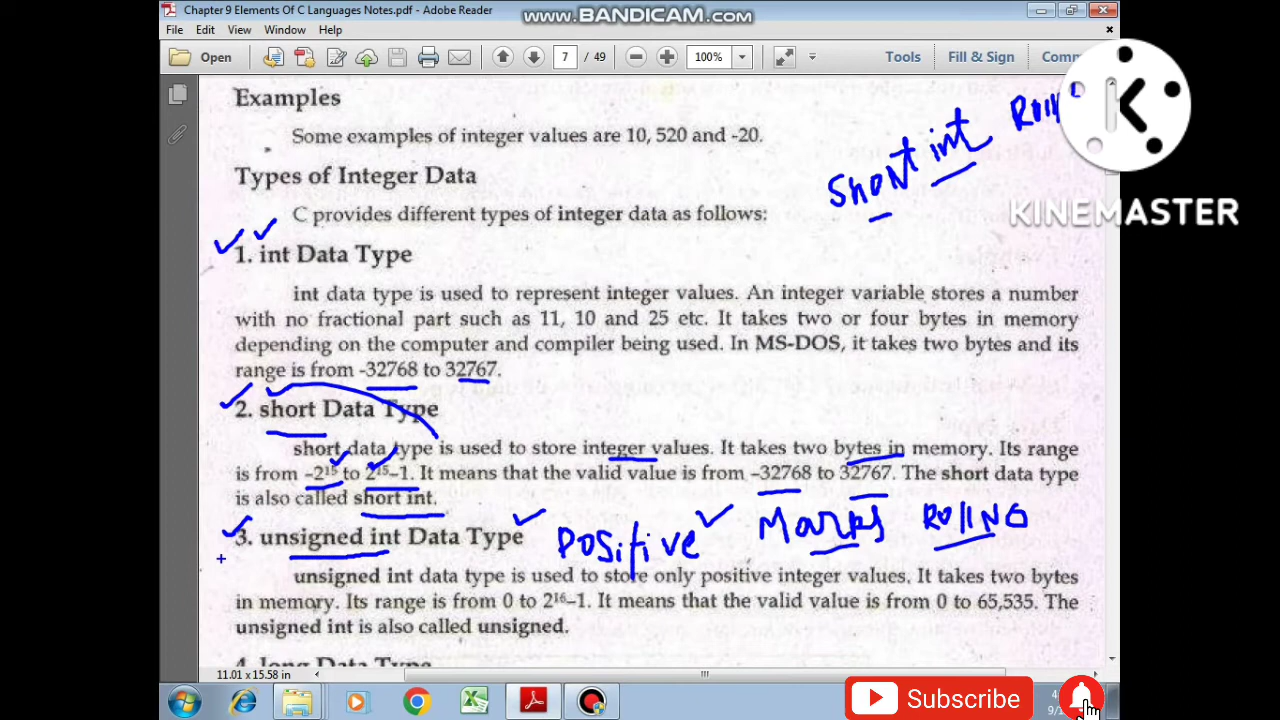 Chapter 9 Elements Of C Languages Notes.pdf - Adobe Reader
www.BANDICAM.com
File Edit View Window Help
Open 7 / 49 100% Tools Fill & Sign Comm
Examples
Some examples of integer values are 10, 520 and -20.
Short int Roll
Types of Integer Data
C provides different types of integer data as follows:
KINEMASTER
1. int Data Type
int data type is used to represent integer values. An integer variable stores a number
with no fractional part such as 11, 10 and 25 etc. It takes two or four bytes in memory
depending on the computer and compiler being used. In MS-DOS, it takes two bytes and its
range is from -32768 to 32767.
2. short Data Type
short data type is used to store integer values. It takes two bytes in memory. Its range
is from –2¹⁵ to 2¹⁵–1. It means that the valid value is from –32768 to 32767. The short data type
is also called short int.
3. unsigned int Data Type Positive Marks RollNO
unsigned int data type is used to store only positive integer values. It takes two bytes
in memory. Its range is from 0 to 2¹⁶–1. It means that the valid value is from 0 to 65,535. The
unsigned int is also called unsigned.
4. long Data Type
11.01 x 15.58 in
Subscribe